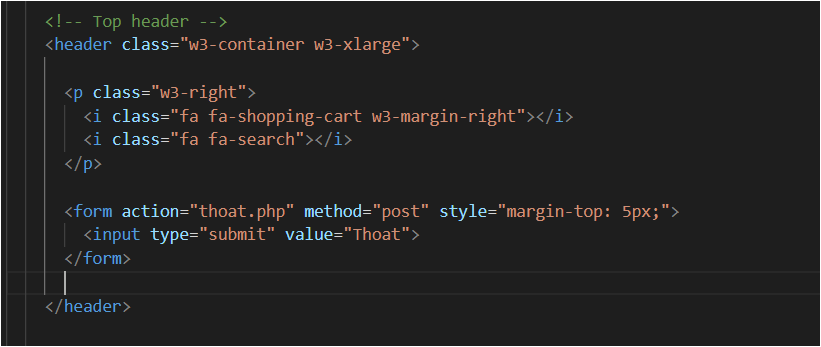 <!-- Top header -->
<header class="w3-container w3-xlarge">
<p class="w3-right">
<i class="fa fa-shopping-cart w3-margin-right"></i>
<i class="fa fa-search"></i>
</p>
<form action="thoat.php" method="post" style="margin-top: 5px;">
<input type="submit" value="Thoat">
</form>
</header>